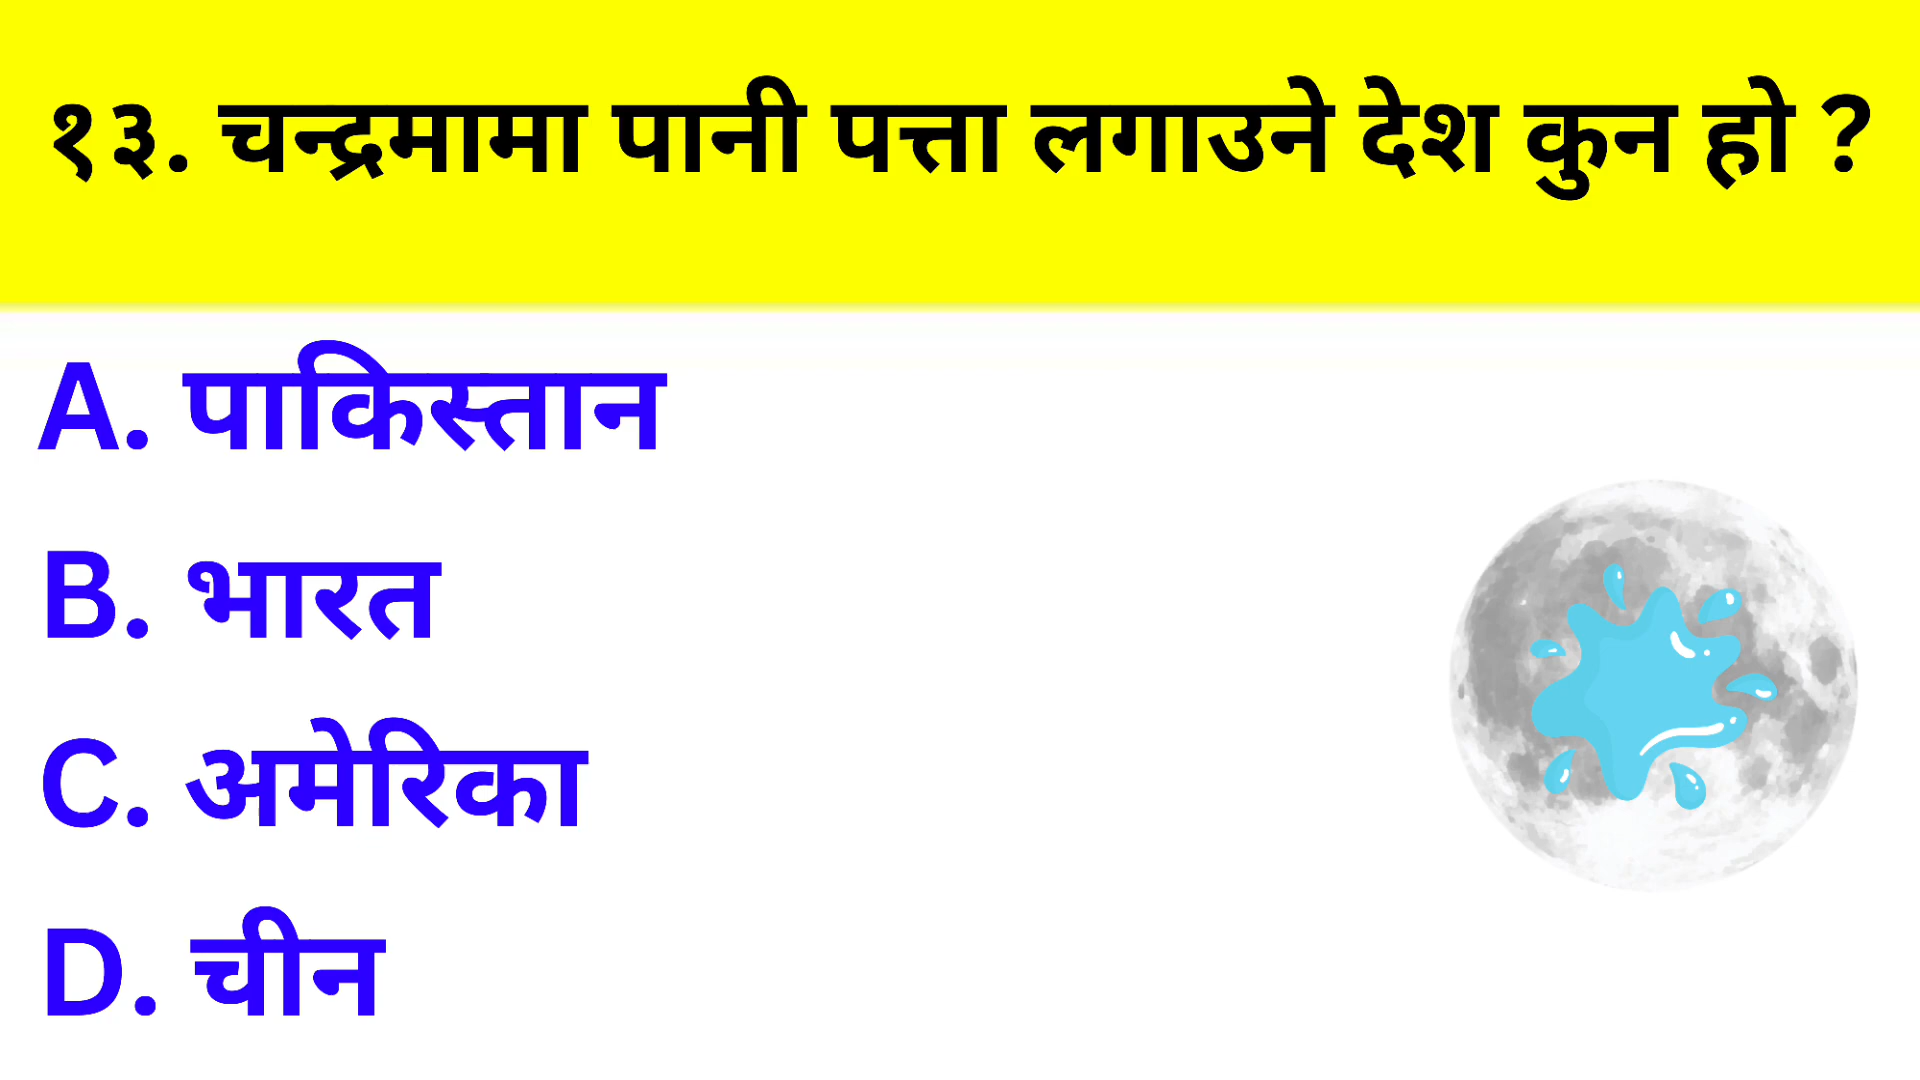 १३. चन्द्रमामा पानी पत्ता लगाउने देश कुन हो ?
A. पाकिस्तान
B. भारत
C. अमेरिका
D. चीन